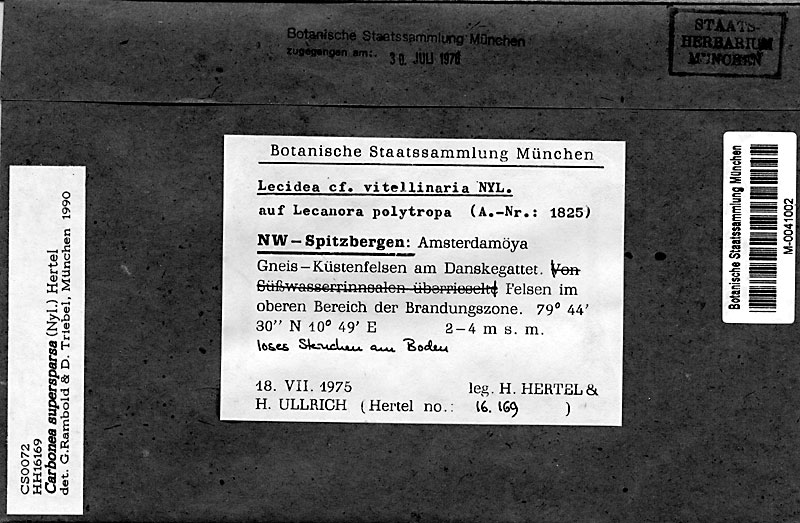 Botanische Staatssammlung München
zugegangen am:. 30. JULI 1976
STAATS-
HERBARIUM
MÜNCHEN
Botanische Staatssammlung München
Lecidea cf. vitellinaria NYL.
auf Lecanora polytropa (A.-Nr.: 1825)
NW-Spitzbergen: Amsterdamöya
Gneis-Küstenfelsen am Danskegattet. Von
Süßwasserrinnsalen überrieselte Felsen im
oberen Bereich der Brandungszone. 79° 44'
30'' N 10° 49' E 2-4 m s. m.
loses Steinchen am Boden
18. VII. 1975 leg. H. HERTEL &
H. ULLRICH (Hertel no.: 16.169 )
CS0072
HH16169
Carbonea supersparsa (Nyl.) Hertel
det. G.Rambold & D. Triebel, München 1990
Botanische Staatssammlung München
M-0041002